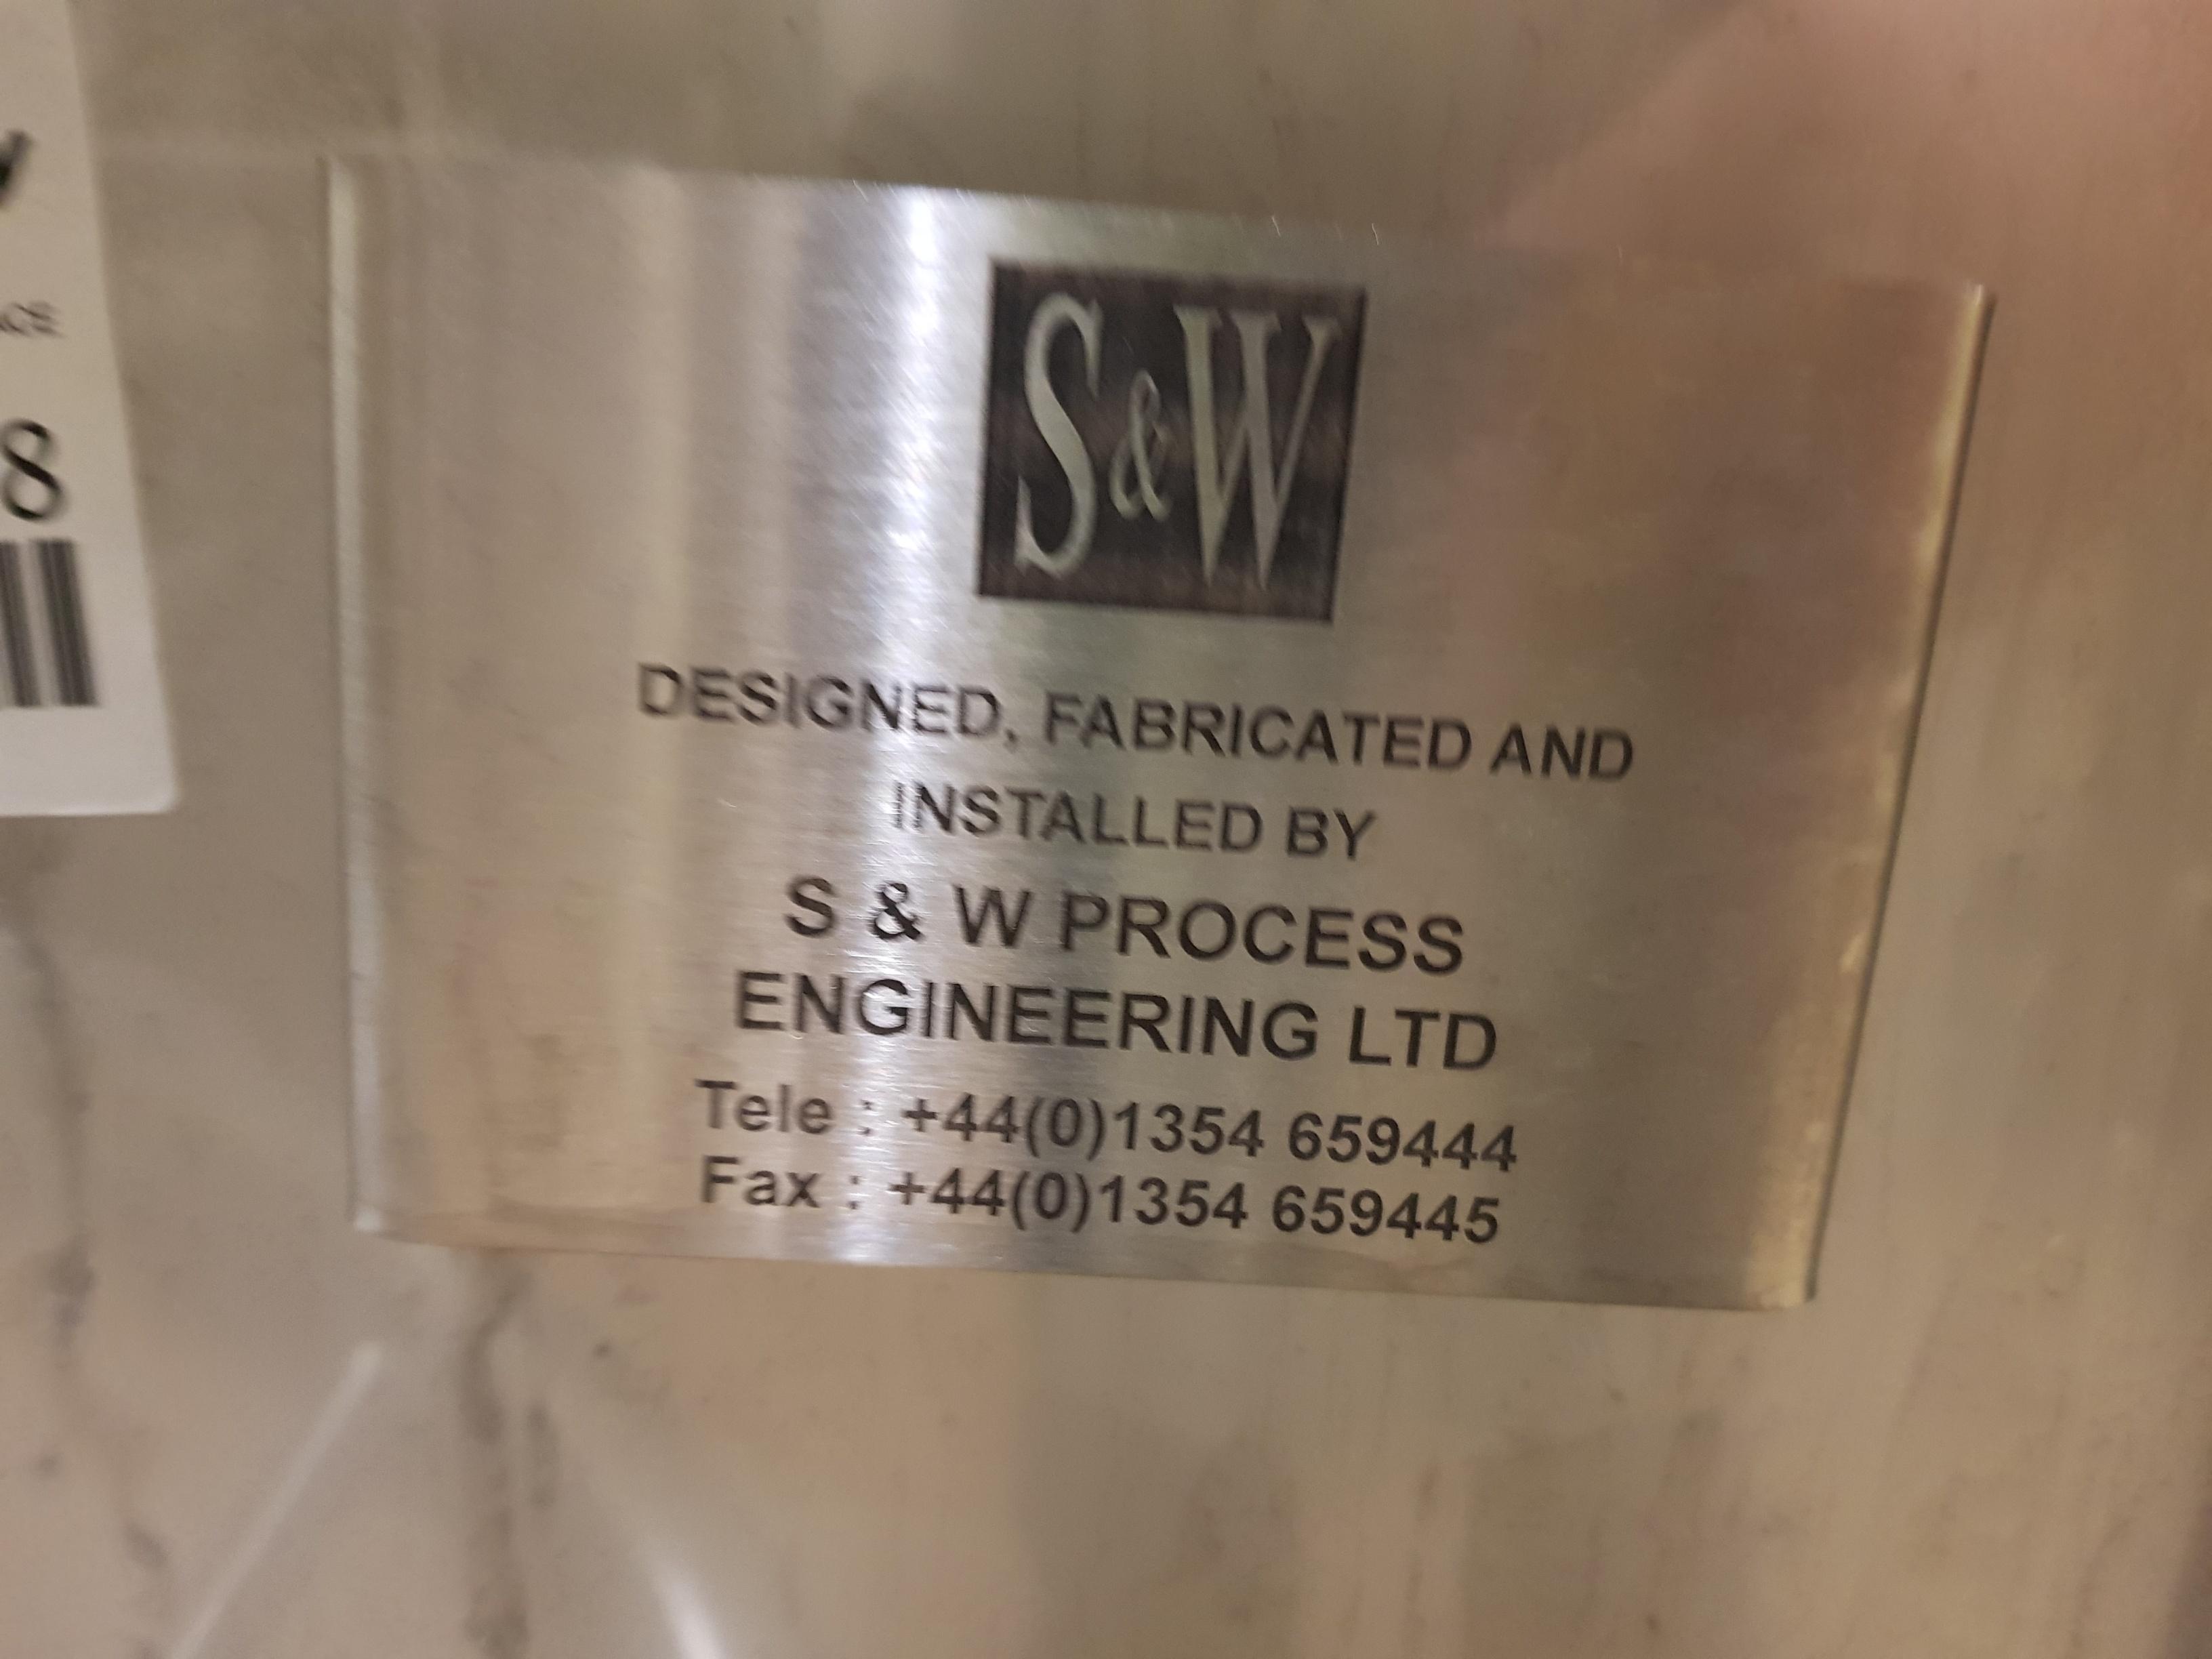 S&W
DESIGNED, FABRICATED AND
INSTALLED BY
S & W PROCESS
ENGINEERING LTD
Tele : +44(0)1354 659444
Fax : +44(0)1354 659445
8